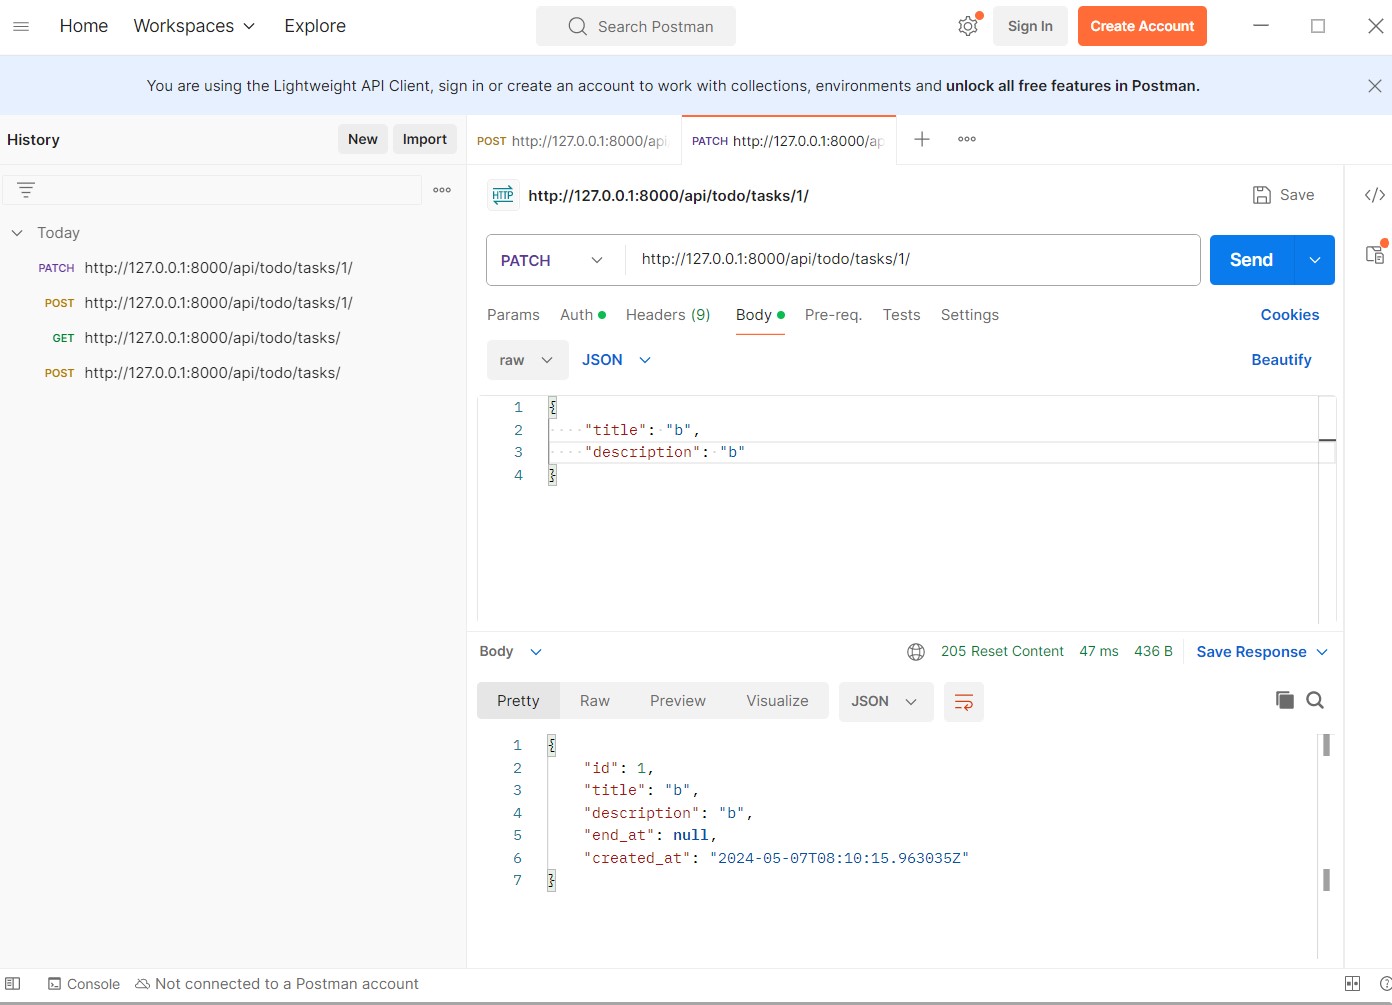 Home Workspaces Explore Search Postman Sign In Create Account
You are using the Lightweight API Client, sign in or create an account to work with collections, environments and unlock all free features in Postman.
History New Import
POST http://127.0.0.1:8000/api PATCH http://127.0.0.1:8000/ap
HTTP http://127.0.0.1:8000/api/todo/tasks/1/ Save
Today
PATCH http://127.0.0.1:8000/api/todo/tasks/1/
POST http://127.0.0.1:8000/api/todo/tasks/1/
GET http://127.0.0.1:8000/api/todo/tasks/
POST http://127.0.0.1:8000/api/todo/tasks/
PATCH http://127.0.0.1:8000/api/todo/tasks/1/ Send
Params Auth Headers (9) Body Pre-req. Tests Settings Cookies
raw JSON Beautify
1 {
2 "title": "b",
3 "description": "b"
4 }
Body 205 Reset Content 47 ms 436 B Save Response
Pretty Raw Preview Visualize JSON
1 {
2 "id": 1,
3 "title": "b",
4 "description": "b",
5 "end_at": null,
6 "created_at": "2024-05-07T08:10:15.963035Z"
7 }
Console Not connected to a Postman account